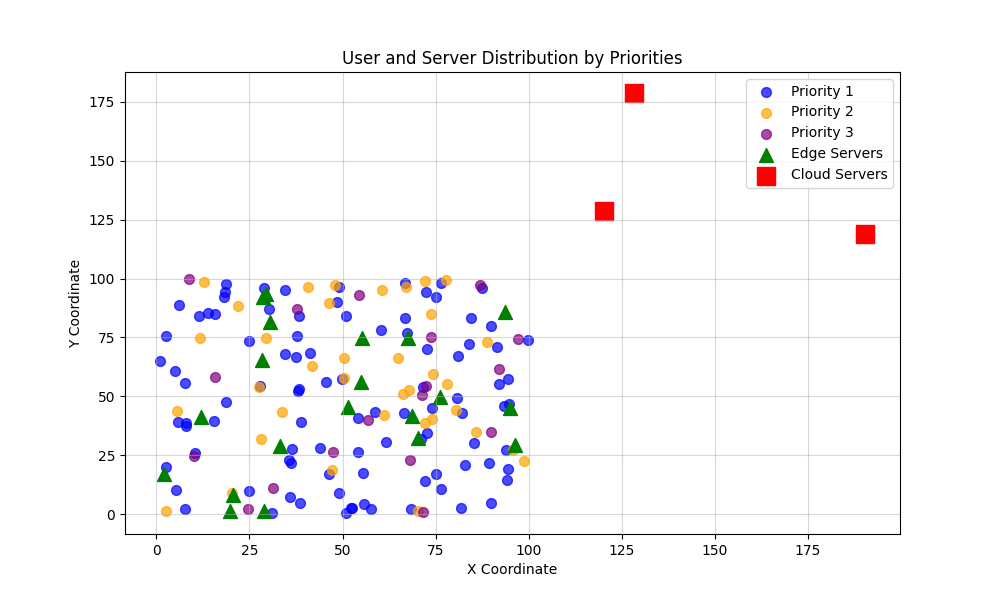 User and Server Distribution by Priorities
Priority 1
Priority 2
Priority 3
Edge Servers
Cloud Servers
Y Coordinate
175
150
125
100
75
50
25
0
0 25 50 75 100 125 150 175
X Coordinate